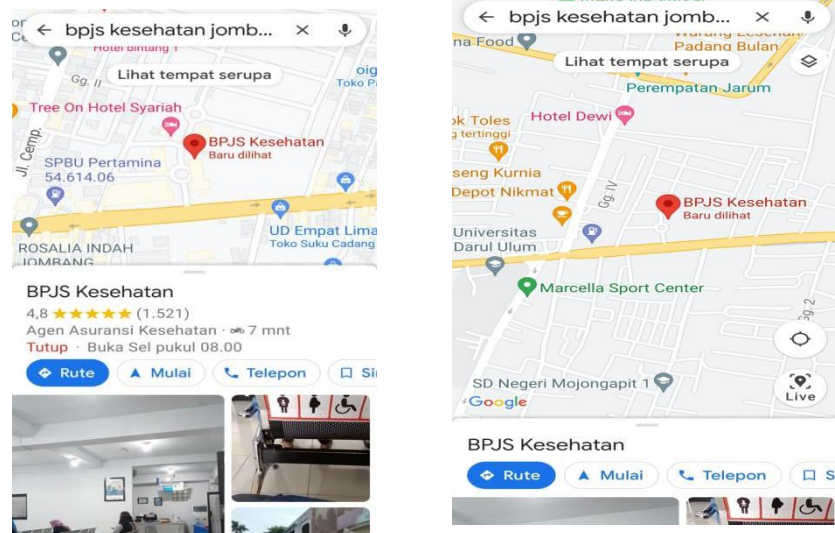 bpjs kesehatan jomb...
Hotel Bintang 1
Lihat tempat serupa
Gg. II
Tree On Hotel Syariah
BPJS Kesehatan
Baru dilihat
Jl. Cemp.
SPBU Pertamina
54.614.06
UD Empat Lima
Toko Suku Cadang
ROSALIA INDAH
JOMBANG
BPJS Kesehatan
4,8 (1.521)
Agen Asuransi Kesehatan · 7 mnt
Tutup · Buka Sel pukul 08.00
Rute
Mulai
Telepon
bpjs kesehatan jomb...
na Food
Warung Lesehan
Padang Bulan
Lihat tempat serupa
Perempatan Jarum
ok Toles
g tertinggi
Hotel Dewi
seng Kurnia
Depot Nikmat
Gg. IV
BPJS Kesehatan
Baru dilihat
Universitas
Darul Ulum
Marcella Sport Center
Gg. 2
SD Negeri Mojongapit 1
Google
Live
BPJS Kesehatan
Rute
Mulai
Telepon